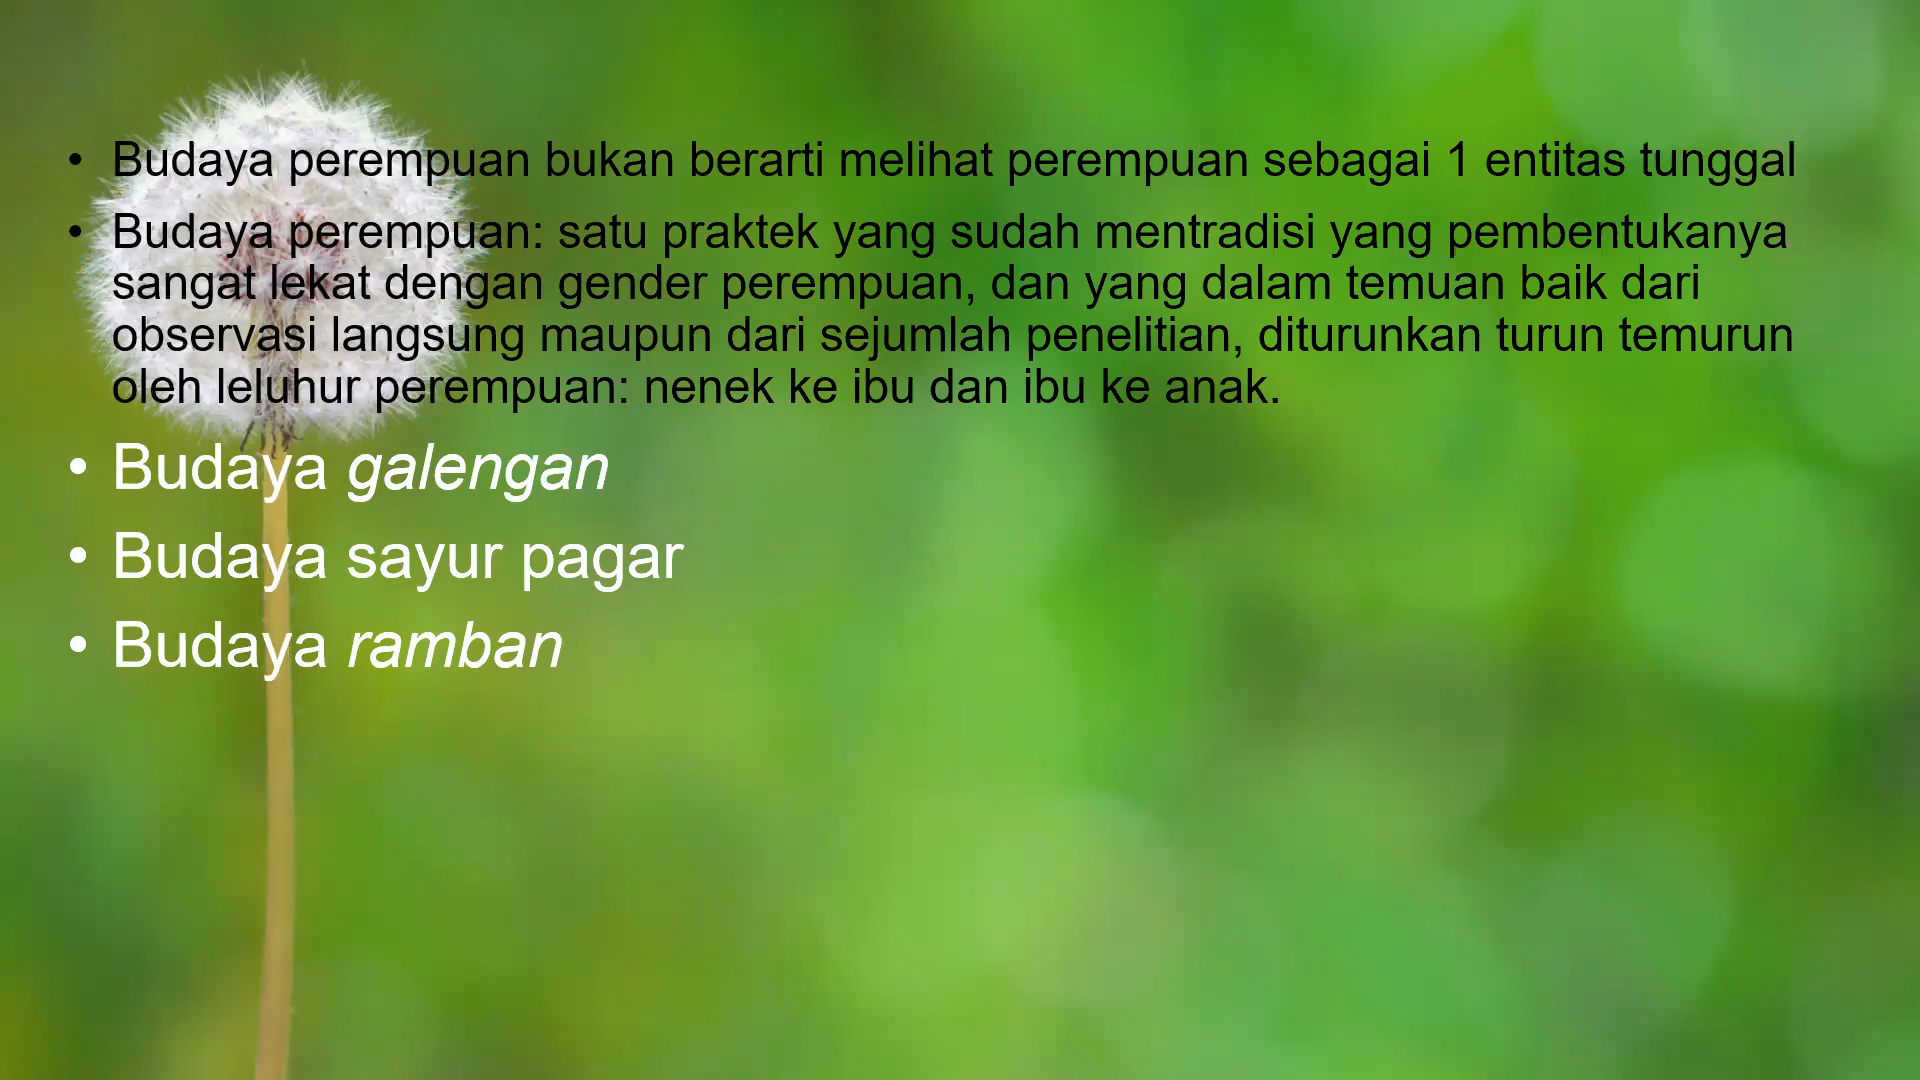 • Budaya perempuan bukan berarti melihat perempuan sebagai 1 entitas tunggal
• Budaya perempuan: satu praktek yang sudah mentradisi yang pembentukanya
sangat lekat dengan gender perempuan, dan yang dalam temuan baik dari
observasi langsung maupun dari sejumlah penelitian, diturunkan turun temurun
oleh leluhur perempuan: nenek ke ibu dan ibu ke anak.
• Budaya galengan
• Budaya sayur pagar
• Budaya ramban